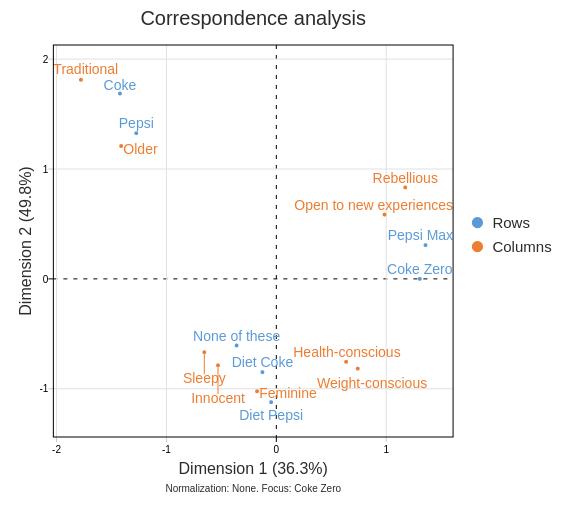 Correspondence analysis
2
Traditional
Coke
Pepsi
Older
1
Rebellious
Open to new experiences
Pepsi Max
Coke Zero
0
None of these
Diet Coke
Sleepy
Innocent
Feminine
Diet Pepsi
Health-conscious
Weight-conscious
-1
-2
-1
0
1
Dimension 2 (49.8%)
Dimension 1 (36.3%)
Normalization: None. Focus: Coke Zero
Rows
Columns